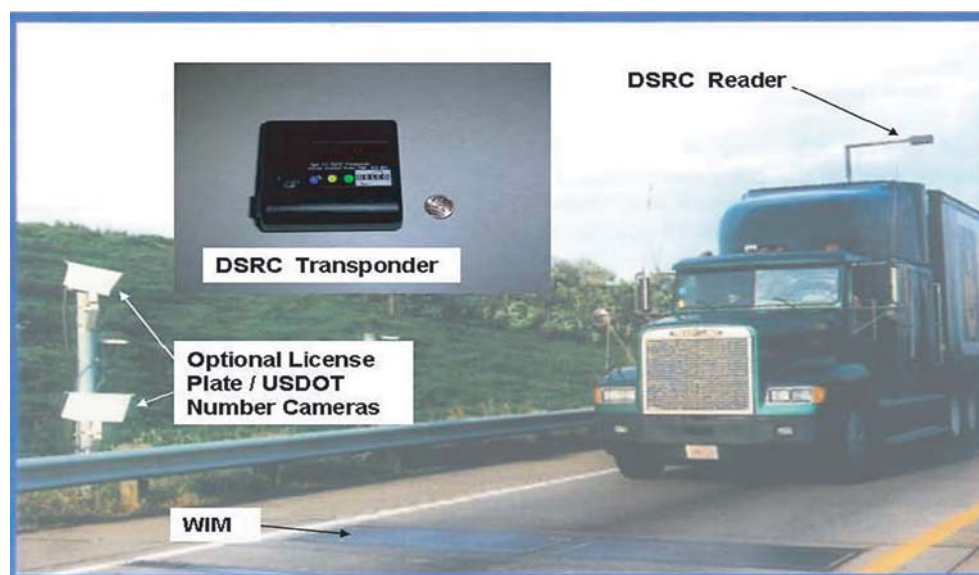 DSRC Reader
DSRC Transponder
Optional License
Plate / USDOT
Number Cameras
WIM